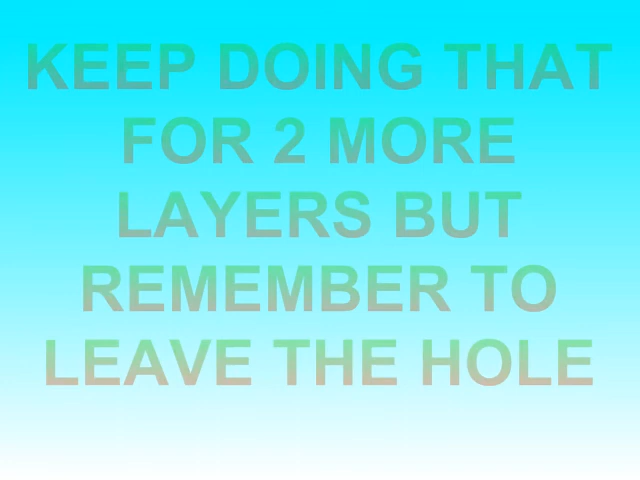 KEEP DOING THAT
FOR 2 MORE
LAYERS BUT
REMEMBER TO
LEAVE THE HOLE